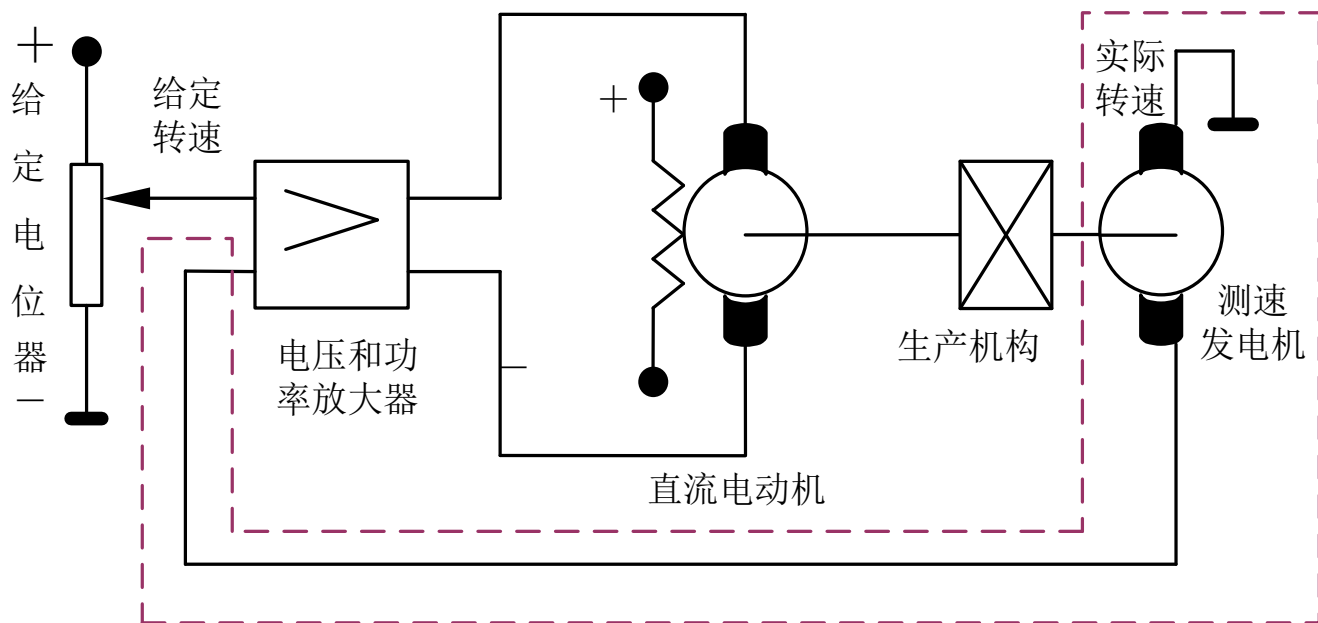 +
给
定
电
位
器
−
给定
转速
电压和功
率放大器
−
+
直流电动机
生产机构
实际
转速
测速
发电机